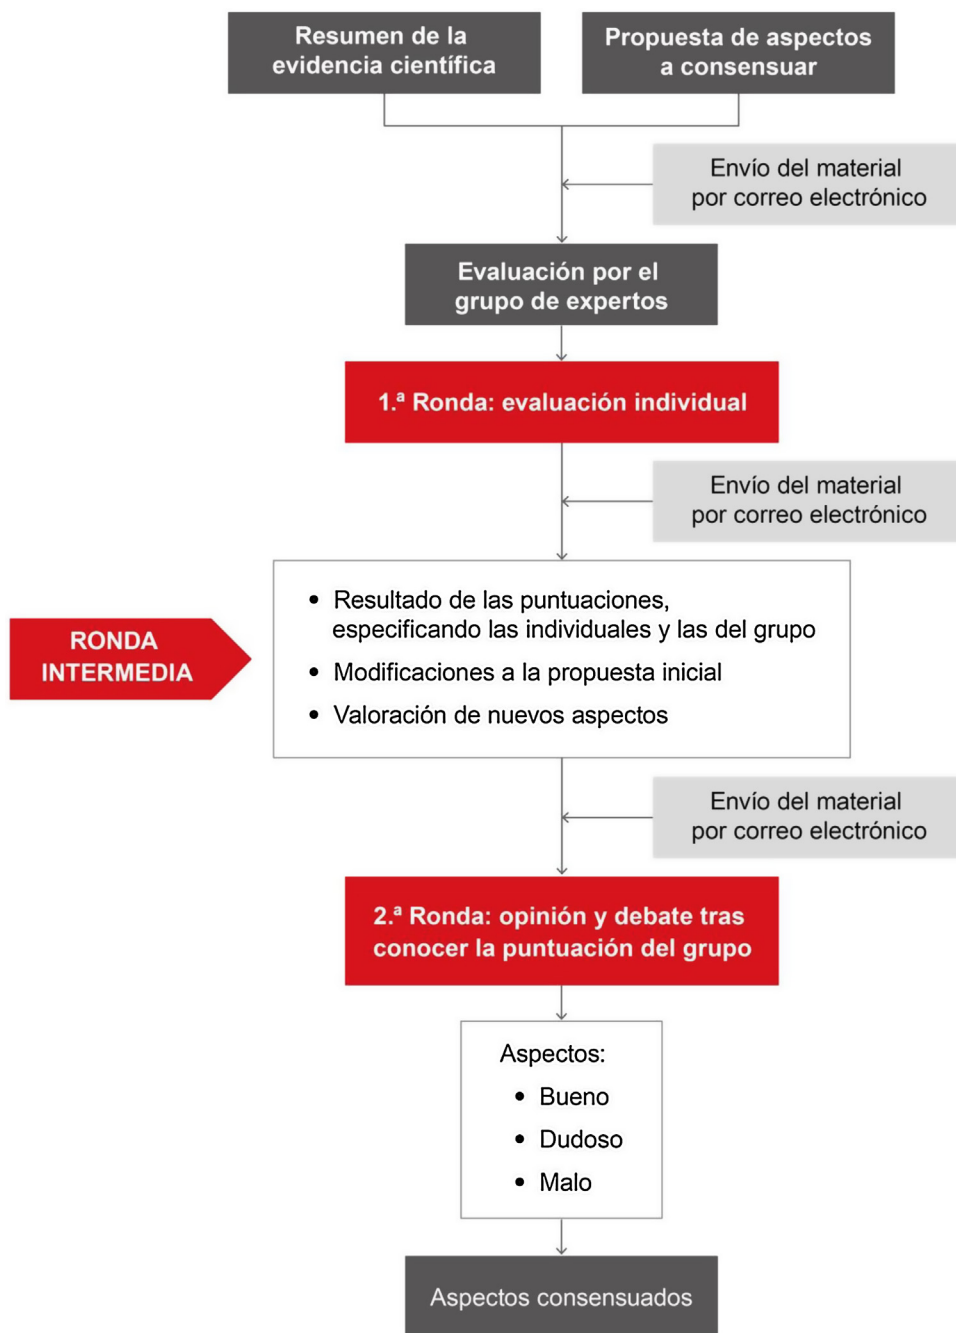 Resumen de la
evidencia científica
Propuesta de aspectos
a consensuar
Envío del material
por correo electrónico
Evaluación por el
grupo de expertos
1.ª Ronda: evaluación individual
Envío del material
por correo electrónico
RONDA
INTERMEDIA
• Resultado de las puntuaciones,
especificando las individuales y las del grupo
• Modificaciones a la propuesta inicial
• Valoración de nuevos aspectos
Envío del material
por correo electrónico
2.ª Ronda: opinión y debate tras
conocer la puntuación del grupo
Aspectos:
• Bueno
• Dudoso
• Malo
Aspectos consensuados